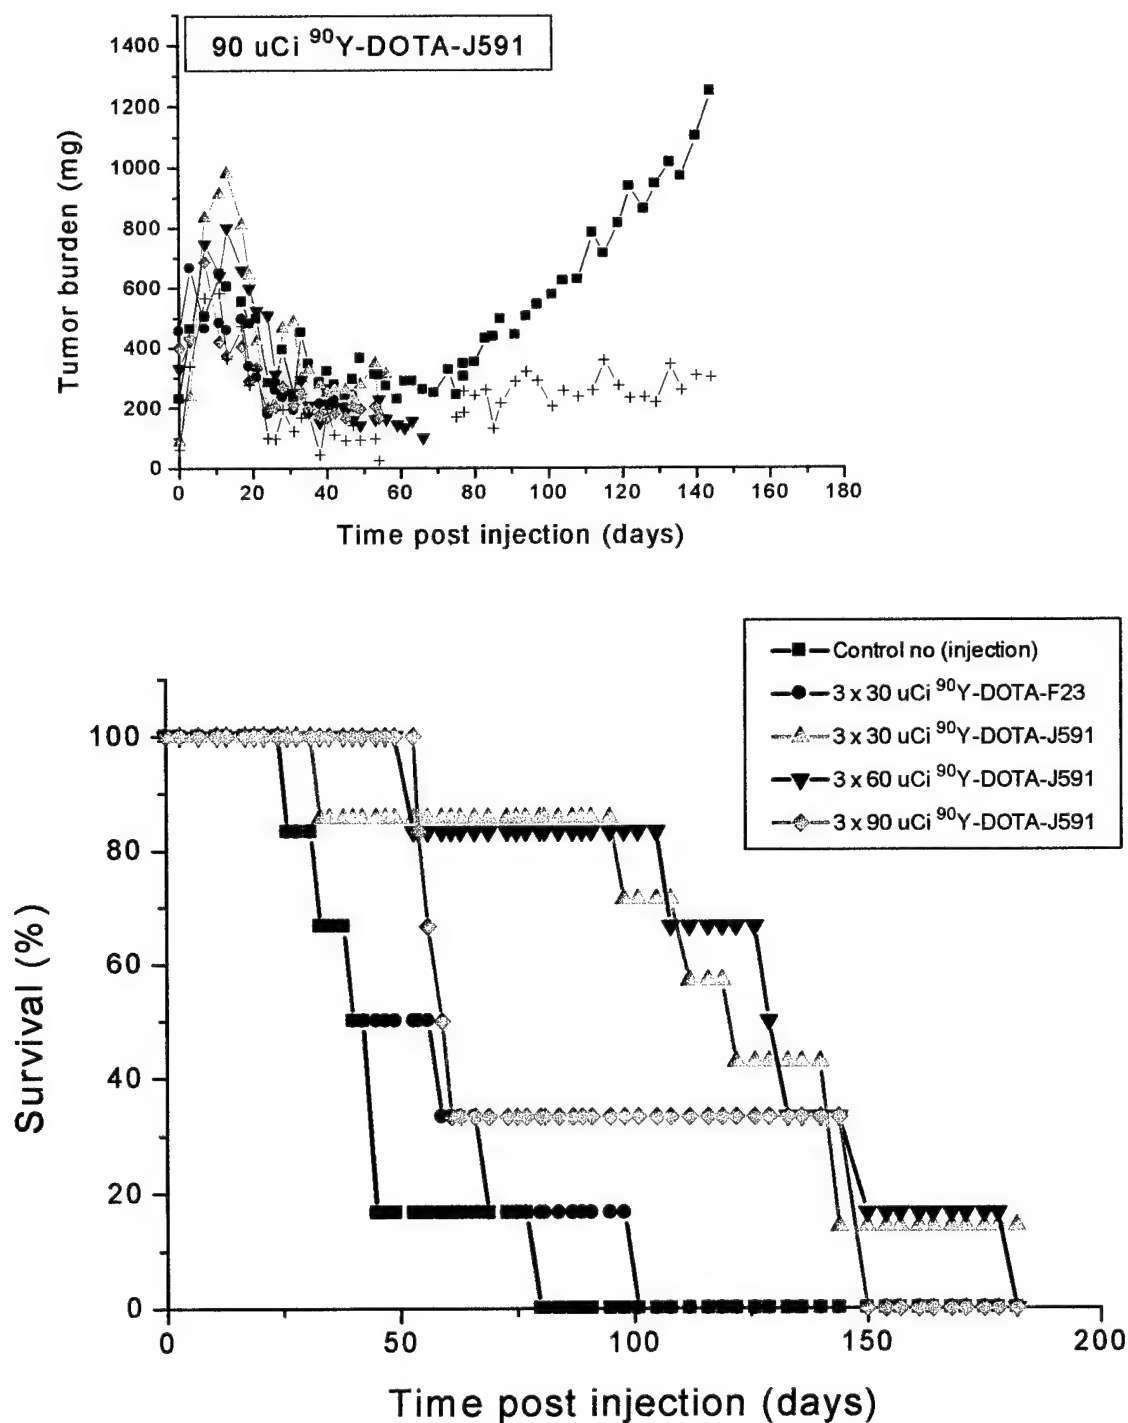 90 uCi ⁹⁰Y-DOTA-J591
1400
1200
1000
800
600
400
200
0
Tumor burden (mg)
0 20 40 60 80 100 120 140 160 180
Time post injection (days)
Control no (injection)
3 x 30 uCi ⁹⁰Y-DOTA-F23
3 x 30 uCi ⁹⁰Y-DOTA-J591
3 x 60 uCi ⁹⁰Y-DOTA-J591
3 x 90 uCi ⁹⁰Y-DOTA-J591
100
80
60
40
20
0
Survival (%)
0 50 100 150 200
Time post injection (days)